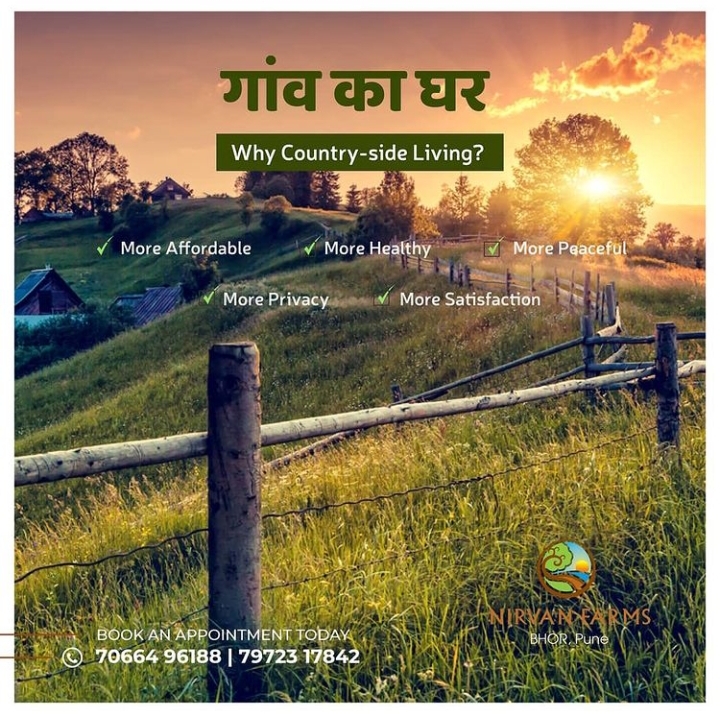 गांव का घर
Why Country-side Living?
More Affordable
More Healthy
More Peaceful
More Privacy
More Satisfaction
NIRVAN FARMS
BHOR, Pune
BOOK AN APPOINTMENT TODAY
70664 96188 | 79723 17842